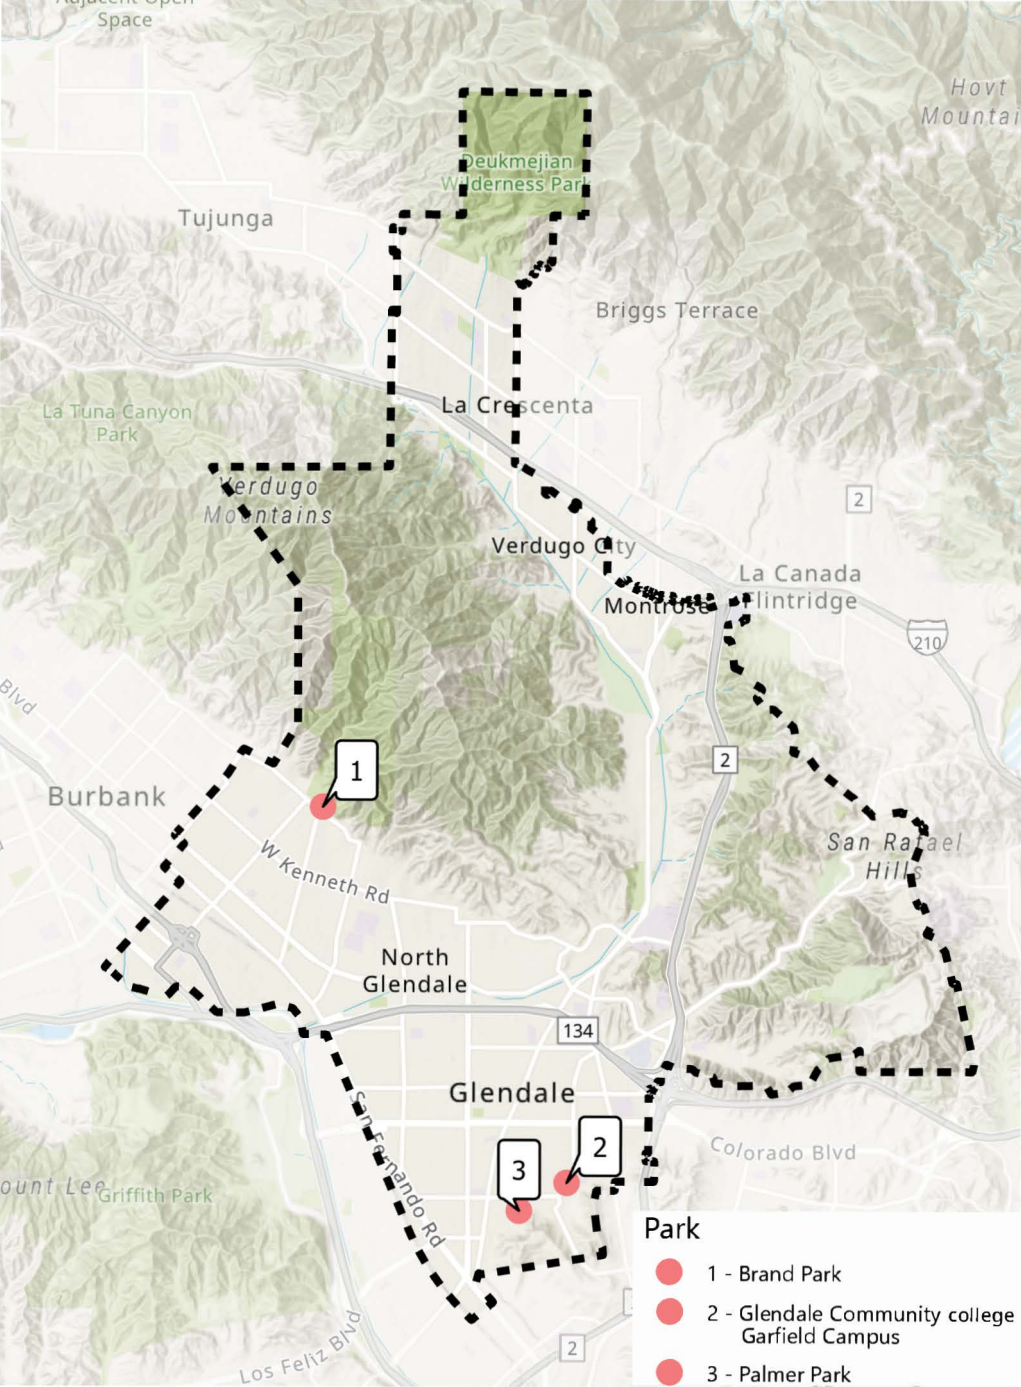 Adjacent Open
Space
Hoyt
Mountai
Deukmejian
Wilderness Park
Tujunga
Briggs Terrace
La Crescenta
La Tuna Canyon
Park
Verdugo
Mountains
2
Verdugo City
La Canada
Flintridge
Montrose
210
Blvd
2
1
Burbank
San Rafael
Hills
W Kenneth Rd
North
Glendale
134
Glendale
San Fernando Rd
Colorado Blvd
2
3
ount Lee
Griffith Park
Los Feliz Blvd
2
Park
1 - Brand Park
2 - Glendale Community college
Garfield Campus
3 - Palmer Park